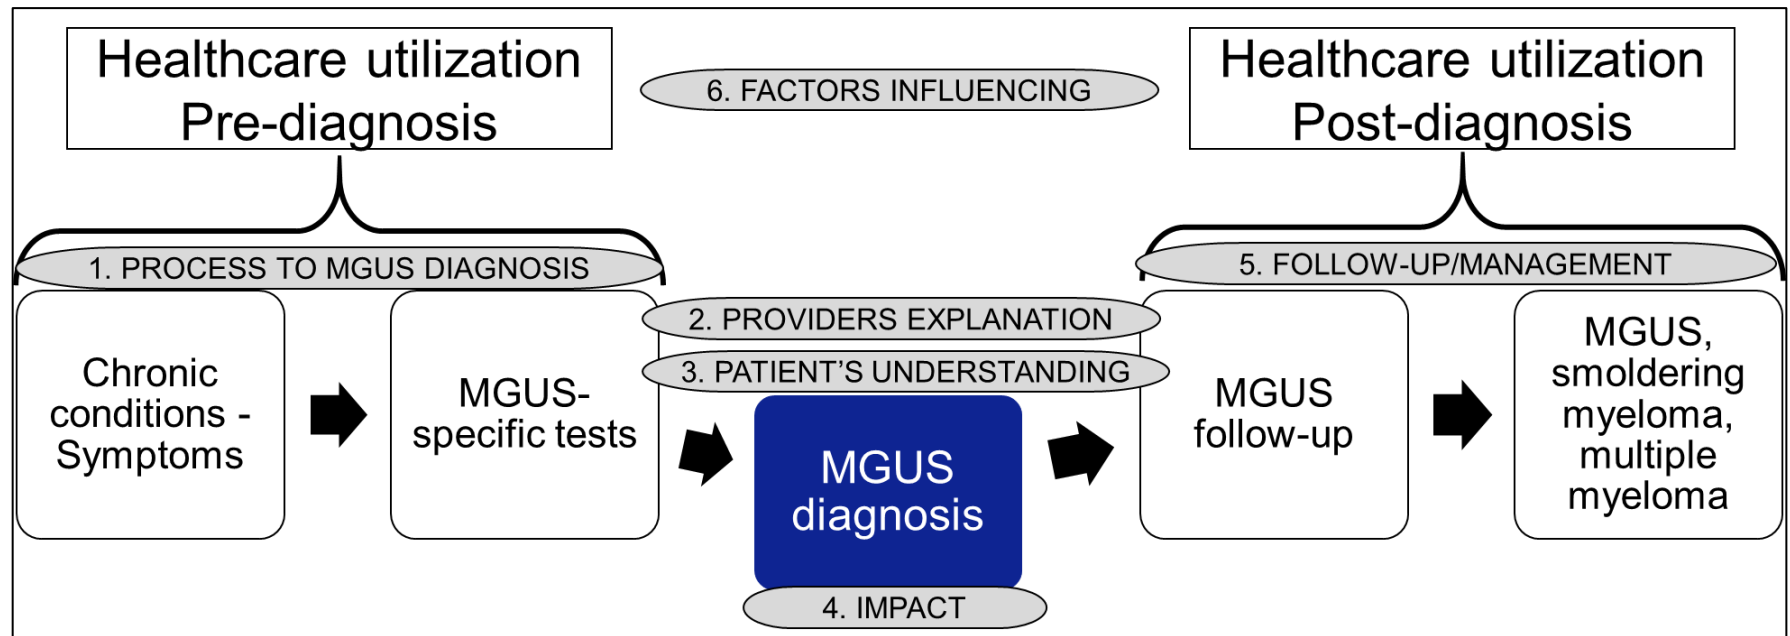 Healthcare utilization
Pre-diagnosis
6. FACTORS INFLUENCING
Healthcare utilization
Post-diagnosis
1. PROCESS TO MGUS DIAGNOSIS
5. FOLLOW-UP/MANAGEMENT
2. PROVIDERS EXPLANATION
3. PATIENT'S UNDERSTANDING
Chronic
conditions -
Symptoms
MGUS-
specific tests
MGUS
diagnosis
MGUS
follow-up
MGUS,
smoldering
myeloma,
multiple
myeloma
4. IMPACT